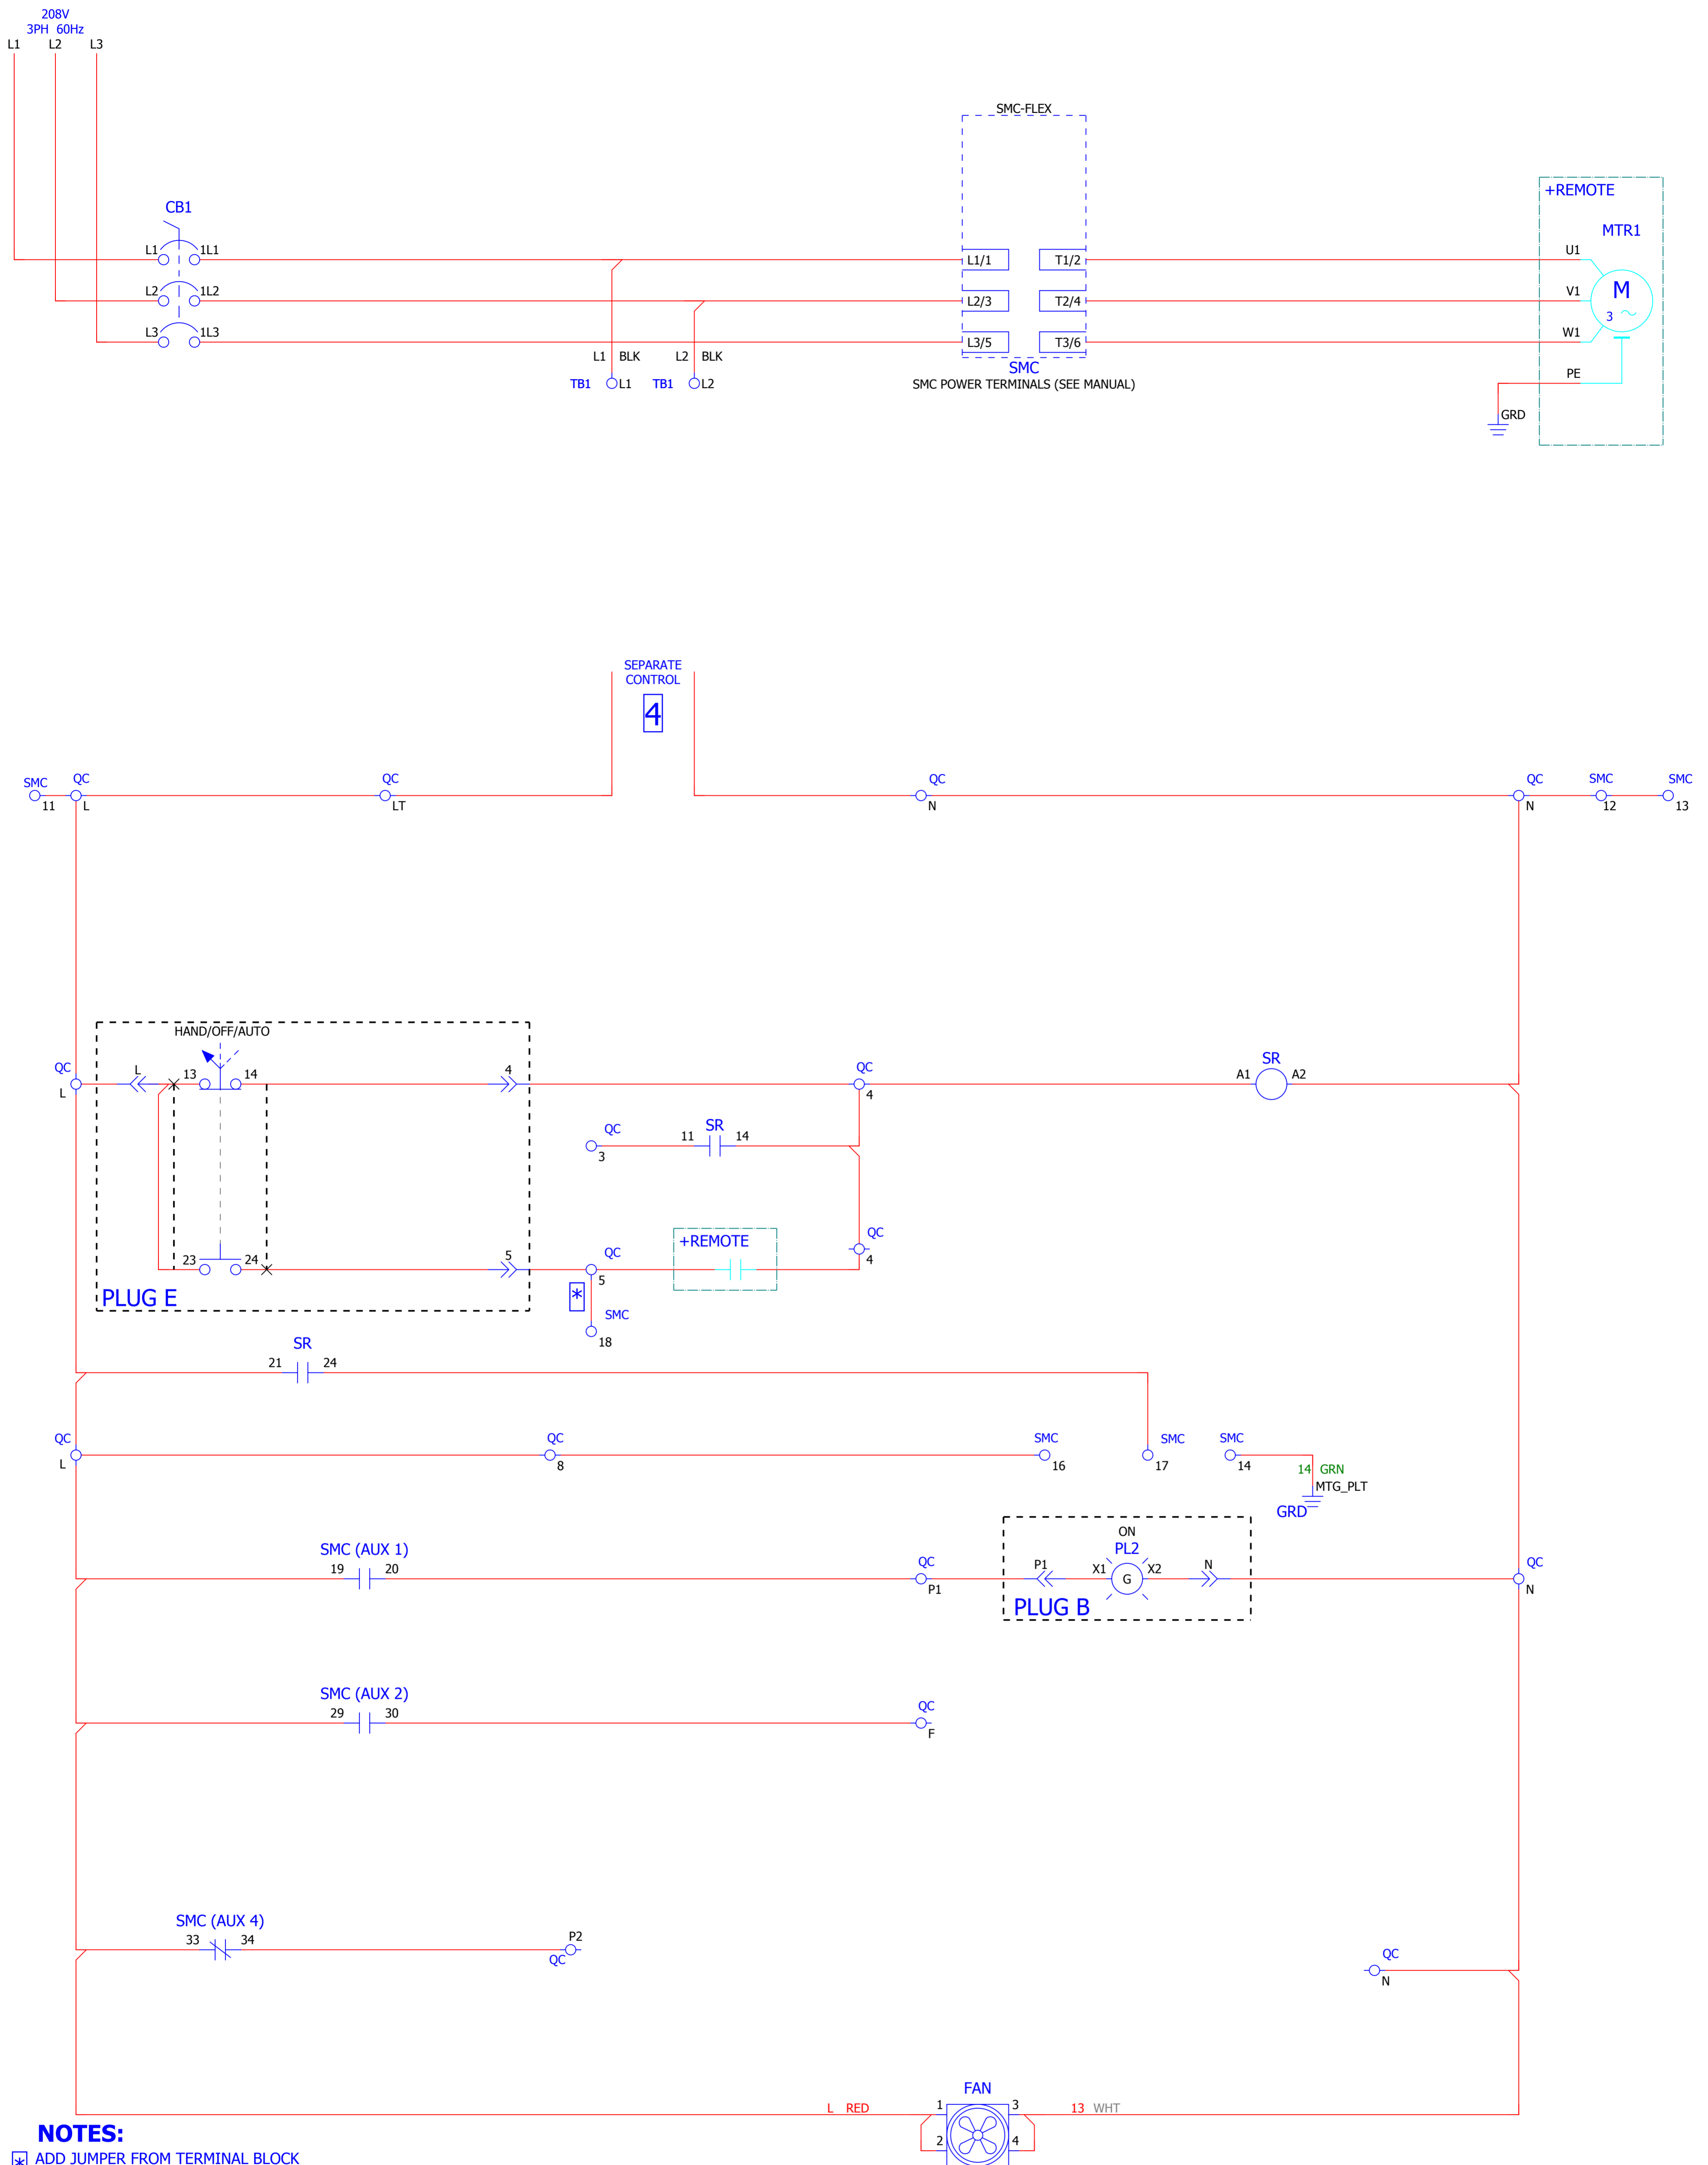 208V
3PH 60Hz
L1 L2 L3
SMC-FLEX
+REMOTE
CB1
MTR1
L1 1L1 L1/1 T1/2 U1
L2 1L2 L2/3 T2/4 V1
M
3
L3 1L3 L3/5 T3/6 W1
L1 BLK L2 BLK
SMC
PE
TB1 L1 TB1 L2
SMC POWER TERMINALS (SEE MANUAL)
GRD
SEPARATE
CONTROL
4
SMC QC QC QC QC SMC SMC
11 L LT N N 12 13
HAND/OFF/AUTO
QC L 13 14 4 QC SR
A1 A2
L 4
QC 11 SR 14
3
QC
+REMOTE
23 24 5 QC 4
5
PLUG E
*
SMC
18
SR
21 24
QC QC SMC SMC SMC
L 8 16 17 14
14 GRN
MTG_PLT
GRD
ON
SMC (AUX 1) PL2
19 20 QC P1 X1 G X2 N QC
P1 N
PLUG B
SMC (AUX 2)
29 30 QC
F
SMC (AUX 4)
33 34 P2
QC QC
N
FAN
L RED 1 3 13 WHT
2 4
NOTES:
* ADD JUMPER FROM TERMINAL BLOCK